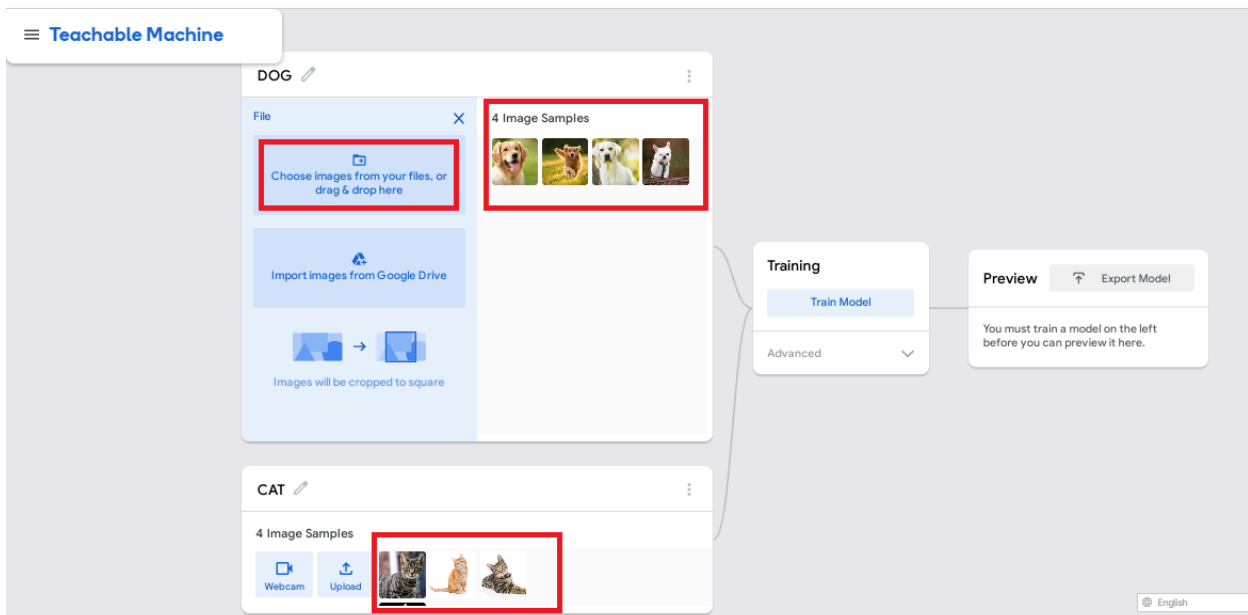 Teachable Machine
DOG
File
4 Image Samples
Choose images from your files, or
drag & drop here
Import images from Google Drive
Images will be cropped to square
CAT
4 Image Samples
Webcam
Upload
Training
Train Model
Advanced
Preview
Export Model
You must train a model on the left
before you can preview it here.
English